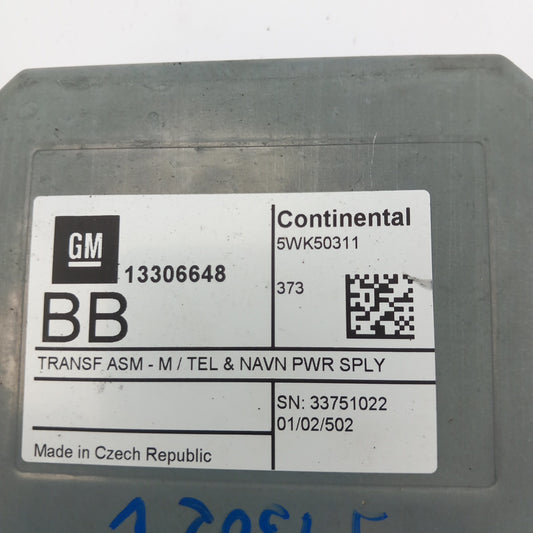 GM
13306648
BB
Continental
5WK50311
373
TRANSF ASM - M / TEL & NAVN PWR SPLY
SN: 33751022
01/02/502
Made in Czech Republic